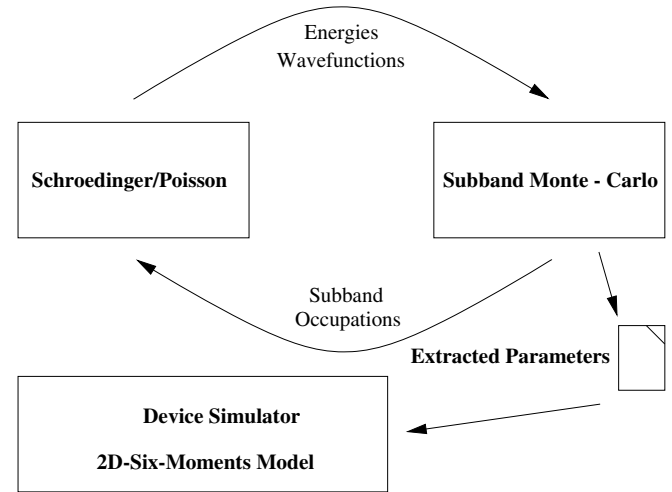 Energies
Wavefunctions
Schroedinger/Poisson
Subband Monte - Carlo
Subband
Occupations
Extracted Parameters
Device Simulator
2D-Six-Moments Model